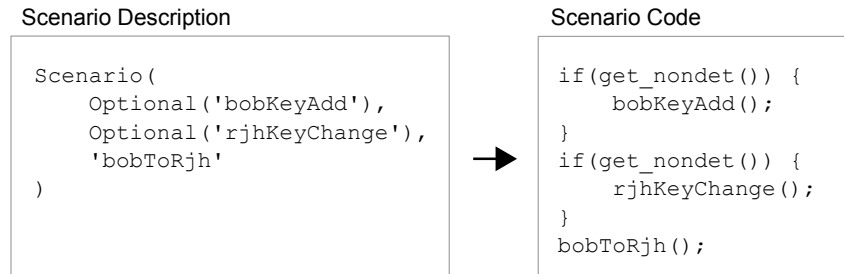 Scenario Description
Scenario(
    Optional('bobKeyAdd'),
    Optional('rjhKeyChange'),
    'bobToRjh'
)
Scenario Code
if(get_nondet()) {
    bobKeyAdd();
}
if(get_nondet()) {
    rjhKeyChange();
}
bobToRjh();